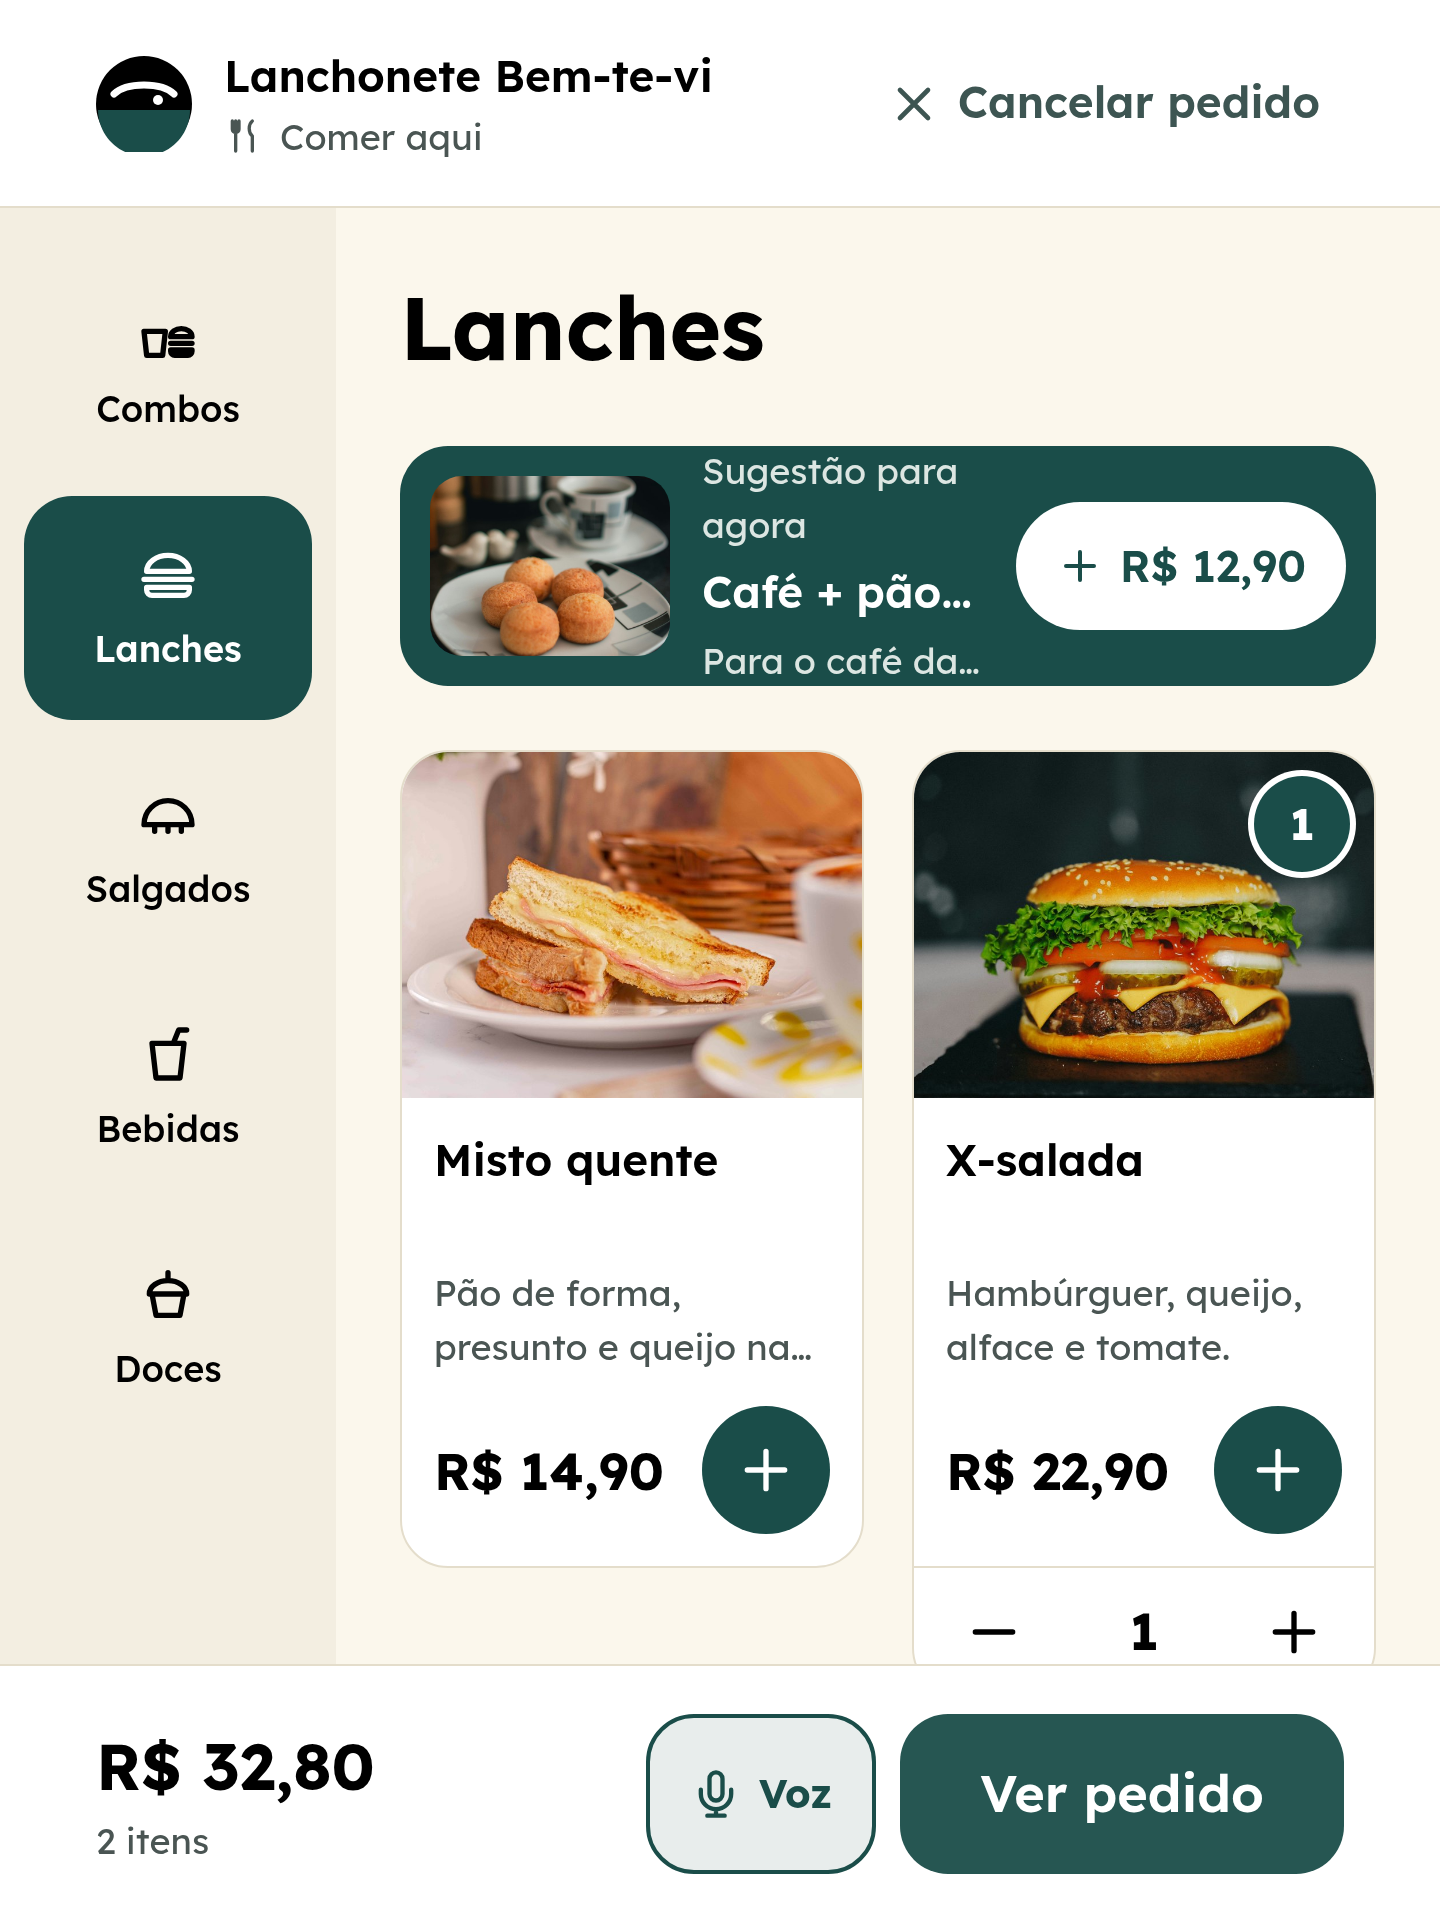 Lanchonete Bem-te-vi
Comer aqui
Cancelar pedido
Combos
Lanches
Salgados
Bebidas
Doces
Lanches
Sugestão para
agora
Café + pão...
Para o café da...
R$ 12,90
1
Misto quente
Pão de forma,
presunto e queijo na...
R$ 14,90
X-salada
Hambúrguer, queijo,
alface e tomate.
R$ 22,90
1
R$ 32,80
2 itens
Voz
Ver pedido